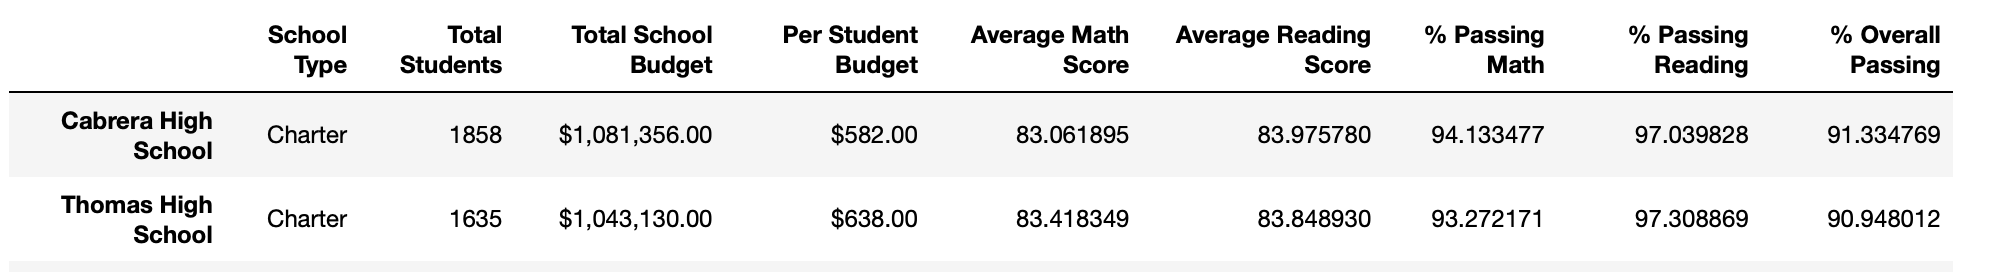 School Type Total Students Total School Budget Per Student Budget Average Math Score Average Reading Score % Passing Math % Passing Reading % Overall Passing
Cabrera High School Charter 1858 $1,081,356.00 $582.00 83.061895 83.975780 94.133477 97.039828 91.334769
Thomas High School Charter 1635 $1,043,130.00 $638.00 83.418349 83.848930 93.272171 97.308869 90.948012